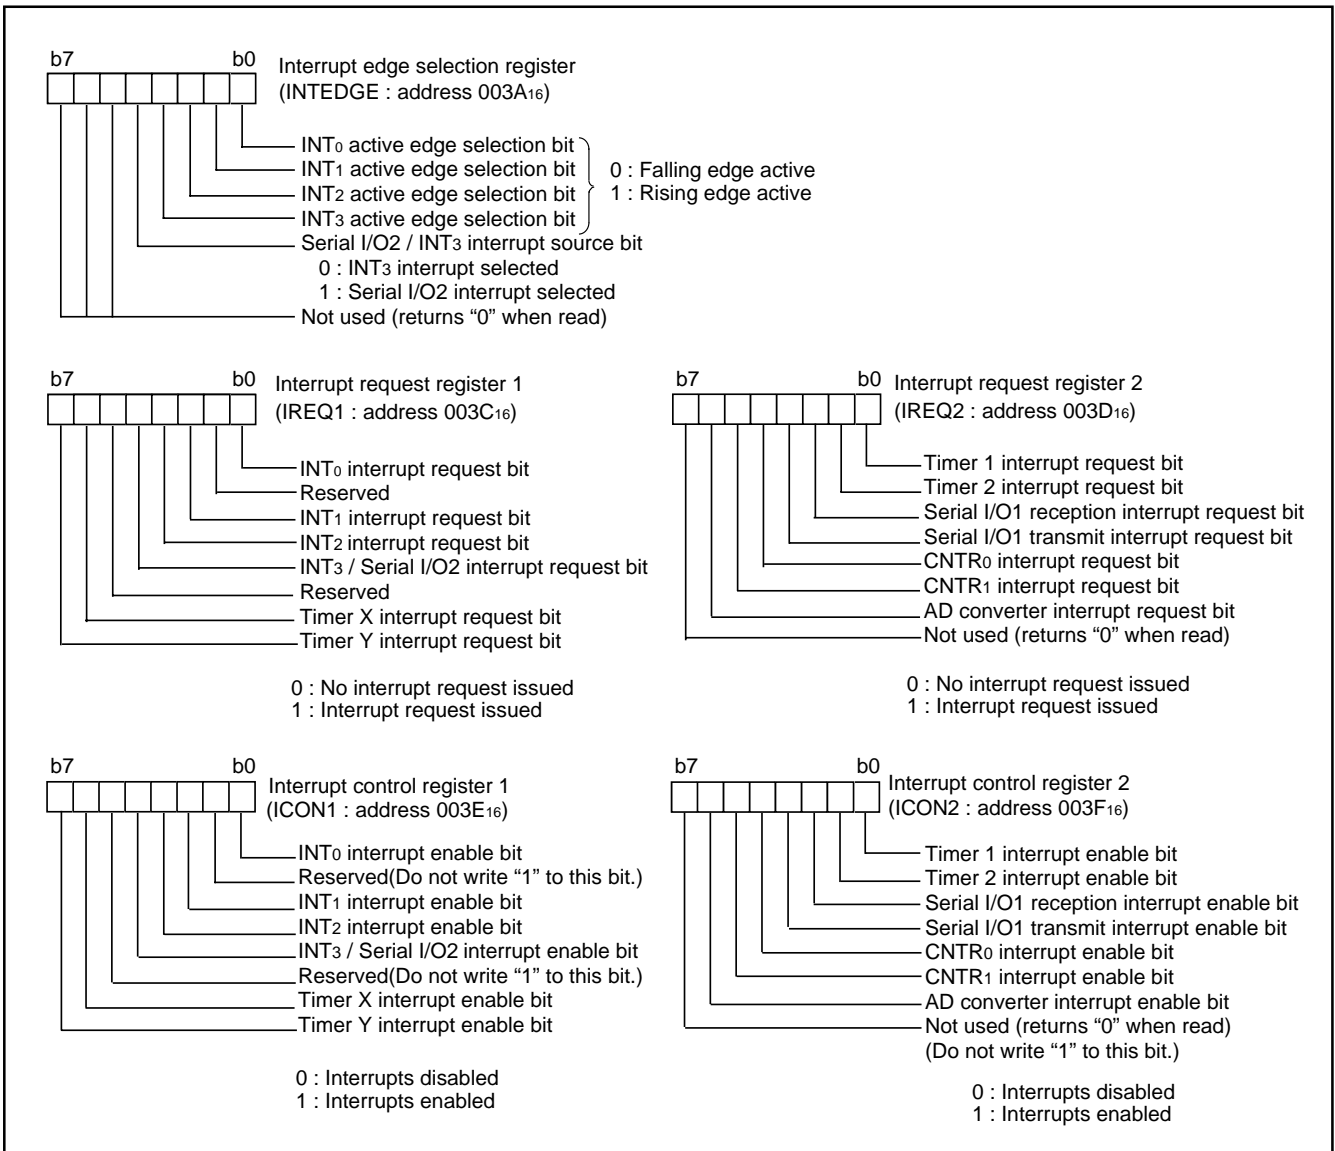 b7 b0
Interrupt edge selection register
(INTEDGE : address 003A16)
INT0 active edge selection bit
INT1 active edge selection bit
INT2 active edge selection bit
INT3 active edge selection bit
0 : Falling edge active
1 : Rising edge active
Serial I/O2 / INT3 interrupt source bit
0 : INT3 interrupt selected
1 : Serial I/O2 interrupt selected
Not used (returns “0” when read)
b7 b0
Interrupt request register 1
(IREQ1 : address 003C16)
INT0 interrupt request bit
Reserved
INT1 interrupt request bit
INT2 interrupt request bit
INT3 / Serial I/O2 interrupt request bit
Reserved
Timer X interrupt request bit
Timer Y interrupt request bit
0 : No interrupt request issued
1 : Interrupt request issued
b7 b0
Interrupt request register 2
(IREQ2 : address 003D16)
Timer 1 interrupt request bit
Timer 2 interrupt request bit
Serial I/O1 reception interrupt request bit
Serial I/O1 transmit interrupt request bit
CNTR0 interrupt request bit
CNTR1 interrupt request bit
AD converter interrupt request bit
Not used (returns “0” when read)
0 : No interrupt request issued
1 : Interrupt request issued
b7 b0
Interrupt control register 1
(ICON1 : address 003E16)
INT0 interrupt enable bit
Reserved(Do not write “1” to this bit.)
INT1 interrupt enable bit
INT2 interrupt enable bit
INT3 / Serial I/O2 interrupt enable bit
Reserved(Do not write “1” to this bit.)
Timer X interrupt enable bit
Timer Y interrupt enable bit
0 : Interrupts disabled
1 : Interrupts enabled
b7 b0
Interrupt control register 2
(ICON2 : address 003F16)
Timer 1 interrupt enable bit
Timer 2 interrupt enable bit
Serial I/O1 reception interrupt enable bit
Serial I/O1 transmit interrupt enable bit
CNTR0 interrupt enable bit
CNTR1 interrupt enable bit
AD converter interrupt enable bit
Not used (returns “0” when read)
(Do not write “1” to this bit.)
0 : Interrupts disabled
1 : Interrupts enabled